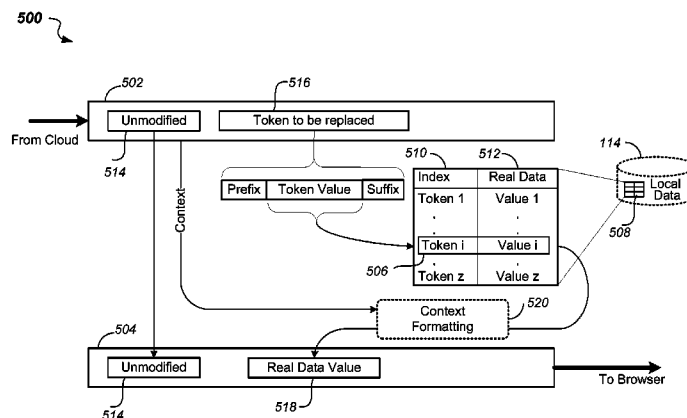 500
502
516
From Cloud
Unmodified
Token to be replaced
514
510
512
114
Index
Real Data
Local
Data
Prefix
Token Value
Suffix
Token 1
Value 1
508
Context
Token i
Value i
506
Token z
Value z
520
Context
Formatting
504
Unmodified
Real Data Value
To Browser
514
518